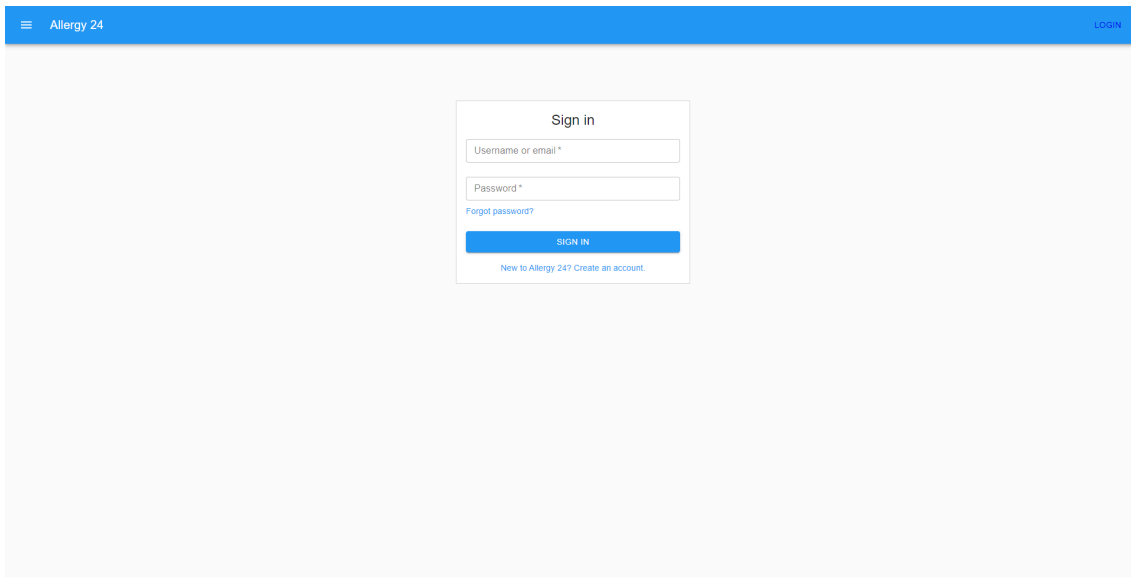 Allergy 24
LOGIN
Sign in
Username or email *
Password *
Forgot password?
SIGN IN
New to Allergy 24? Create an account.